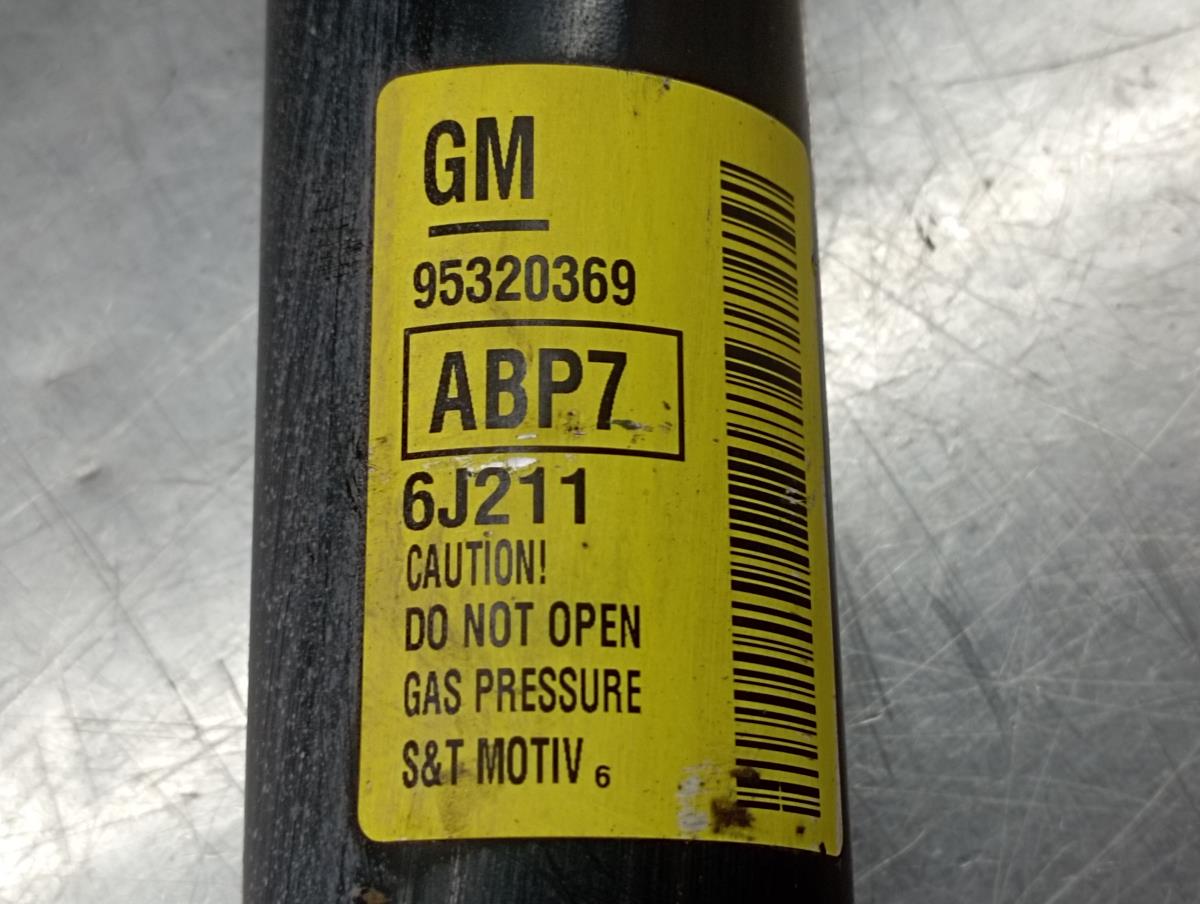 GM
95320369
ABP7
6J211
CAUTION!
DO NOT OPEN
GAS PRESSURE
S&T MOTIV 6